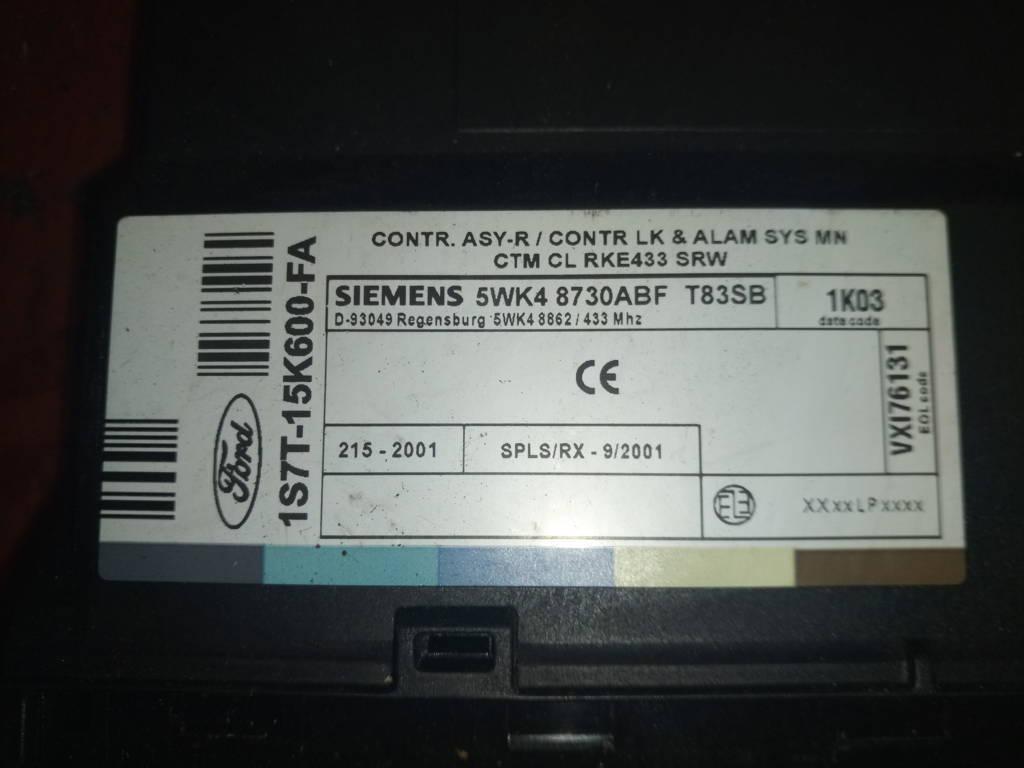 CONTR. ASY-R / CONTR LK & ALAM SYS MN
CTM CL RKE433 SRW
SIEMENS 5WK4 8730ABF T83SB
D-93049 Regensburg 5WK4 8862 / 433 Mhz
1K03
date code
VXI76131
EOL code
215 - 2001
SPLS/RX - 9/2001
XXxxLPxxxx
1S7T-15K600-FA
Ford
CE